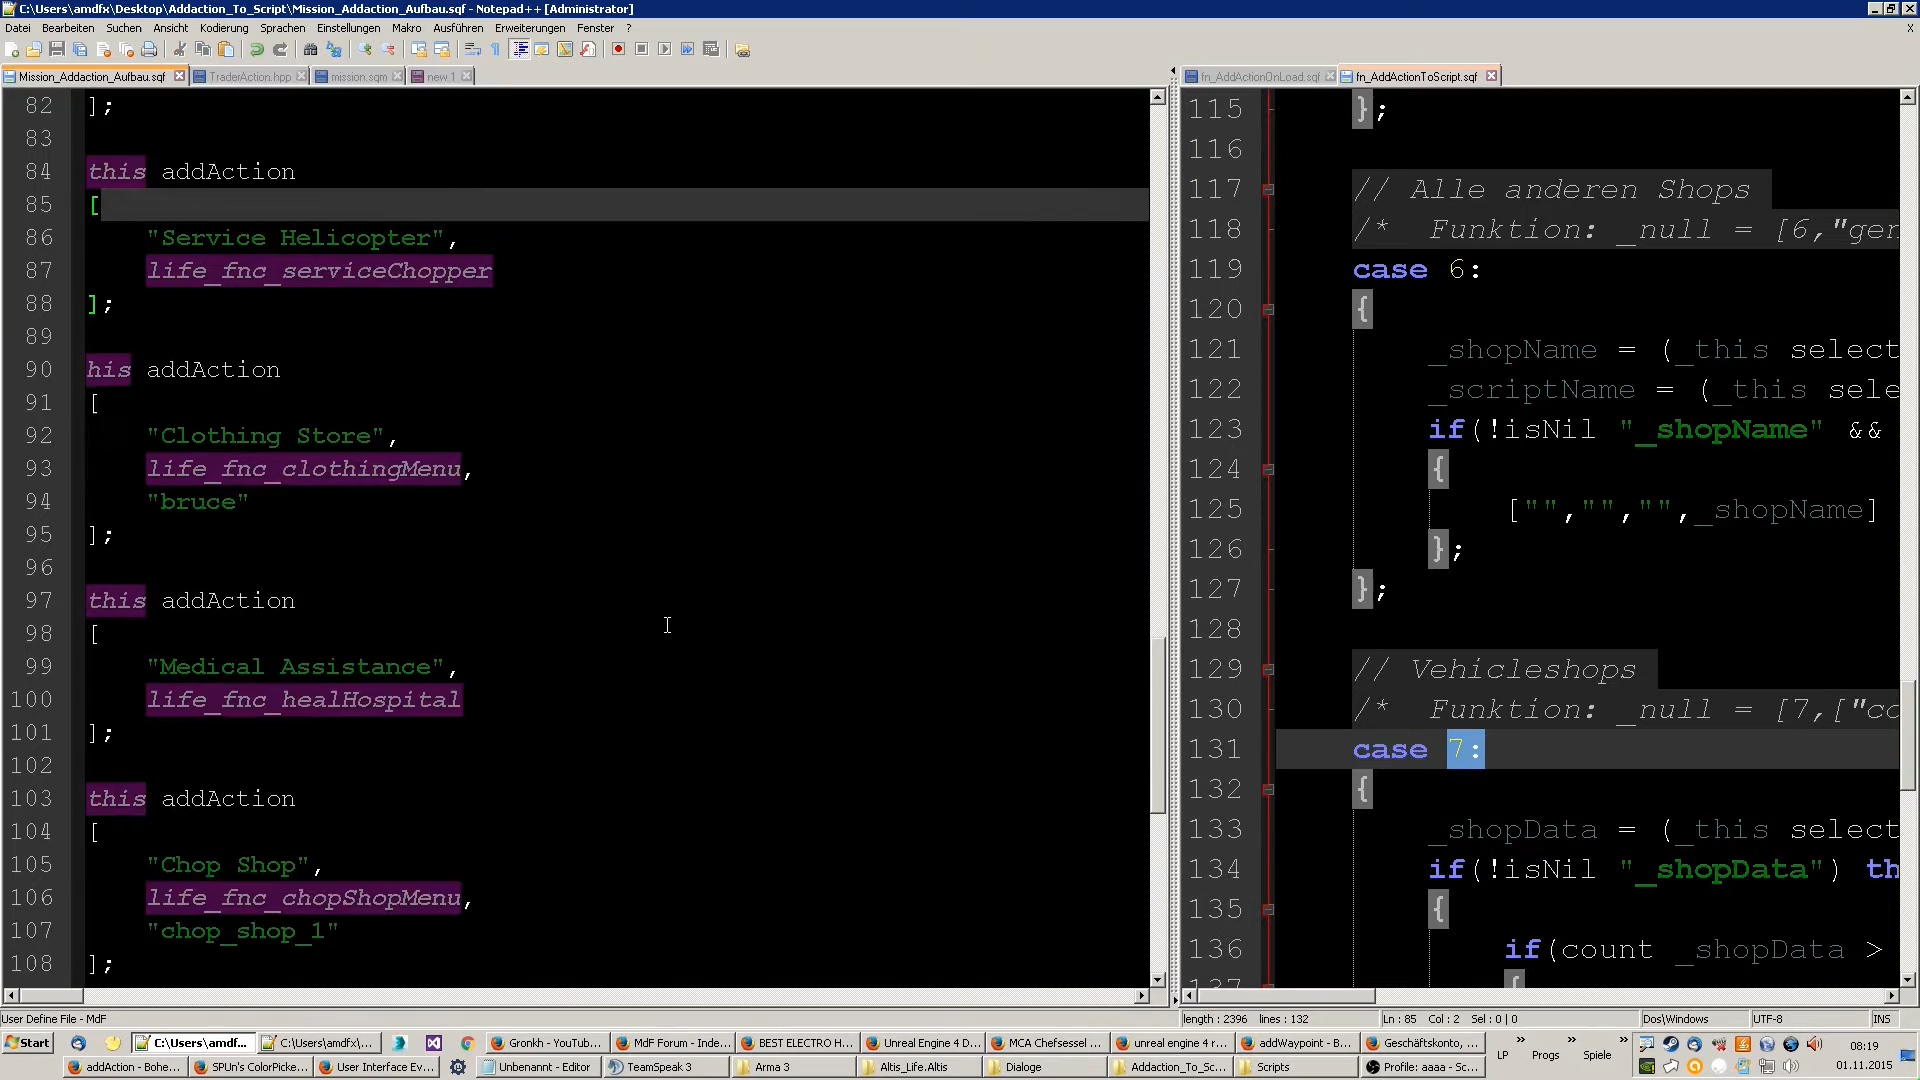 C:\Users\amdfx\Desktop\Addaction_To_Script\Mission_Addaction_Aufbau.sqf - Notepad++ [Administrator]
Datei Bearbeiten Suchen Ansicht Kodierung Sprachen Einstellungen Makro Ausführen Erweiterungen Fenster ? X
Mission_Addaction_Aufbau.sqf TraderAction.hpp mission.sqm new 1
fn_AddActionOnLoad.sqf fn_AddActionToScript.sqf
82 ];
83
84 this addAction
85 [
86 "Service Helicopter",
87 life_fnc_serviceChopper
88 ];
89
90 his addAction
91 [
92 "Clothing Store",
93 life_fnc_clothingMenu,
94 "bruce"
95 ];
96
97 this addAction
98 [
99 "Medical Assistance",
100 life_fnc_healHospital
101 ];
102
103 this addAction
104 [
105 "Chop Shop",
106 life_fnc_chopShopMenu,
107 "chop_shop_1"
108 ];
115 };
116
117 // Alle anderen Shops
118 /* Funktion: _null = [6,"gen
119 case 6:
120 {
121 _shopName = (_this select
122 _scriptName = (_this sele
123 if(!isNil "_shopName" &&
124 {
125 ["","","",_shopName]
126 };
127 };
128
129 // Vehicleshops
130 /* Funktion: _null = [7,["co
131 case 7:
132 {
133 _shopData = (_this select
134 if(!isNil "_shopData") th
135 {
136 if(count _shopData >
137 {
User Define File - MdF length : 2396 lines : 132 Ln : 85 Col : 2 Sel : 0 | 0 Dos\Windows UTF-8 INS
Start C:\Users\amdf... C:\Users\amdfx\... Gronkh - YouTub... MdF Forum - Inde... BEST ELECTRO H... Unreal Engine 4 D... MCA Chefsessel ... unreal engine 4 r... addWaypoint - B... Geschäftskonto, ... LP Progs Spiele 08:19
addAction - Bohe... SPUn's ColorPicke... User Interface Ev... Unbenannt - Editor TeamSpeak 3 Arma 3 Altis_Life.Altis Dialoge Addaction_To_Sc... Scripts Profile: aaaa - Sc... 01.11.2015